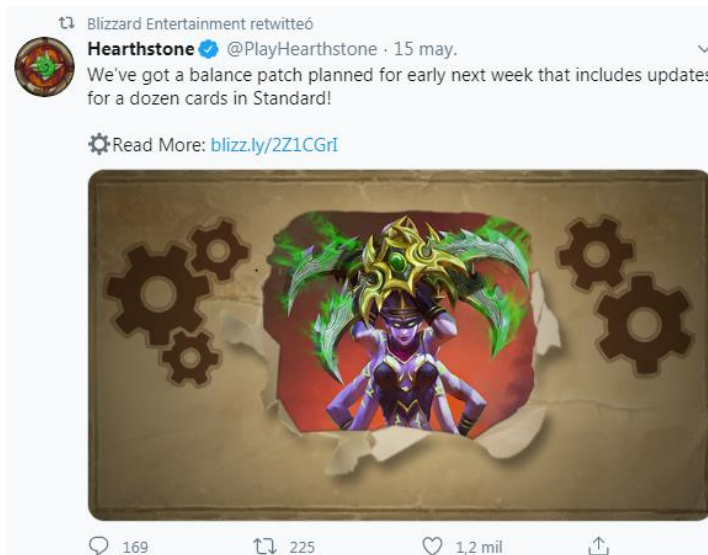 Blizzard Entertainment retwitteó
Hearthstone @PlayHearthstone · 15 may.
We've got a balance patch planned for early next week that includes updates
for a dozen cards in Standard!
Read More: blizz.ly/2Z1CGrI
169 225 1,2 mil